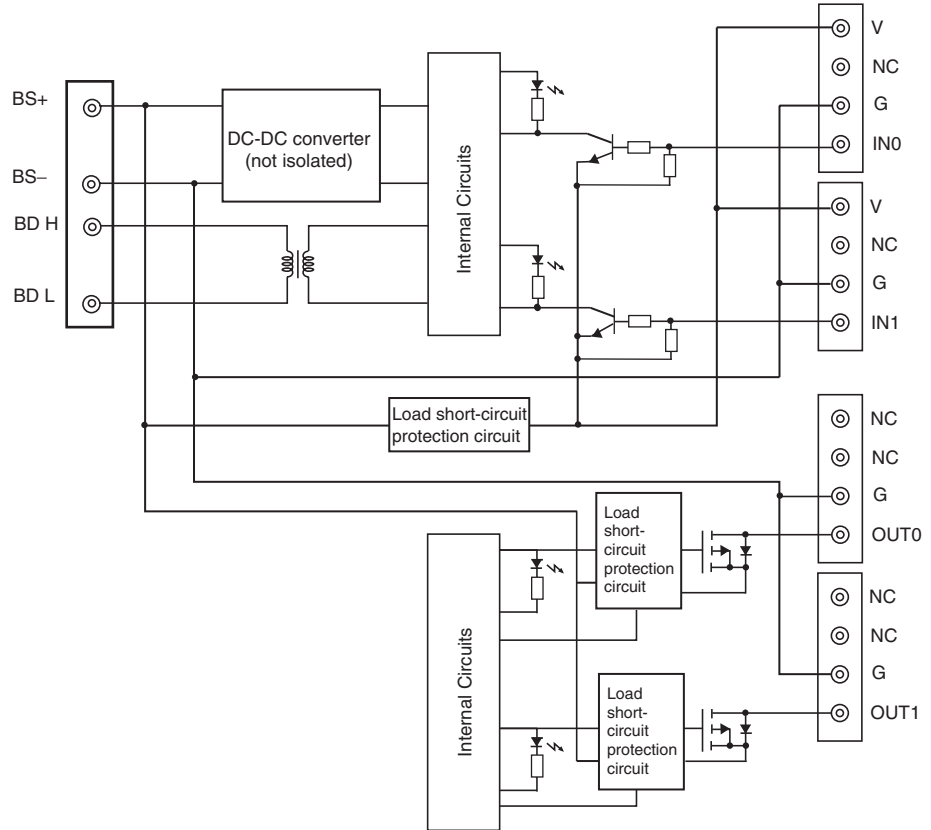 BS+
BS–
BD H
BD L
DC-DC converter
(not isolated)
Internal Circuits
V
NC
G
IN0
V
NC
G
IN1
Load short-circuit
protection circuit
NC
NC
G
OUT0
NC
NC
G
OUT1
Internal Circuits
Load
short-
circuit
protection
circuit
Load
short-
circuit
protection
circuit